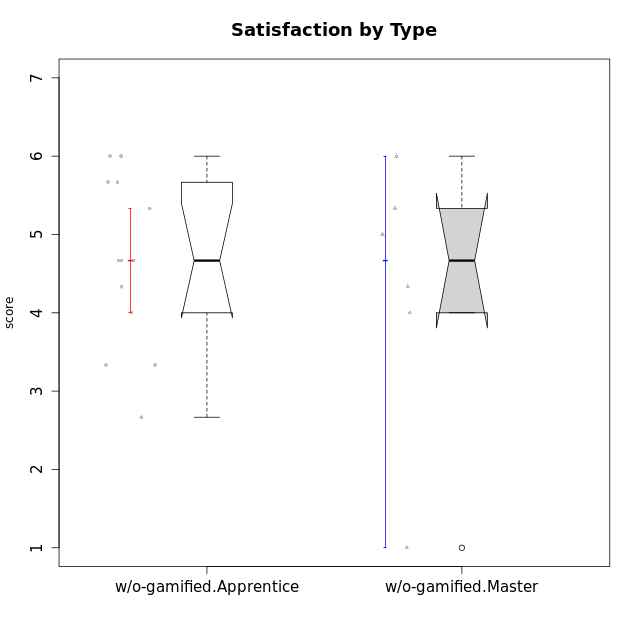 Satisfaction by Type
score
7
6
5
4
3
2
1
w/o-gamified.Apprentice
w/o-gamified.Master